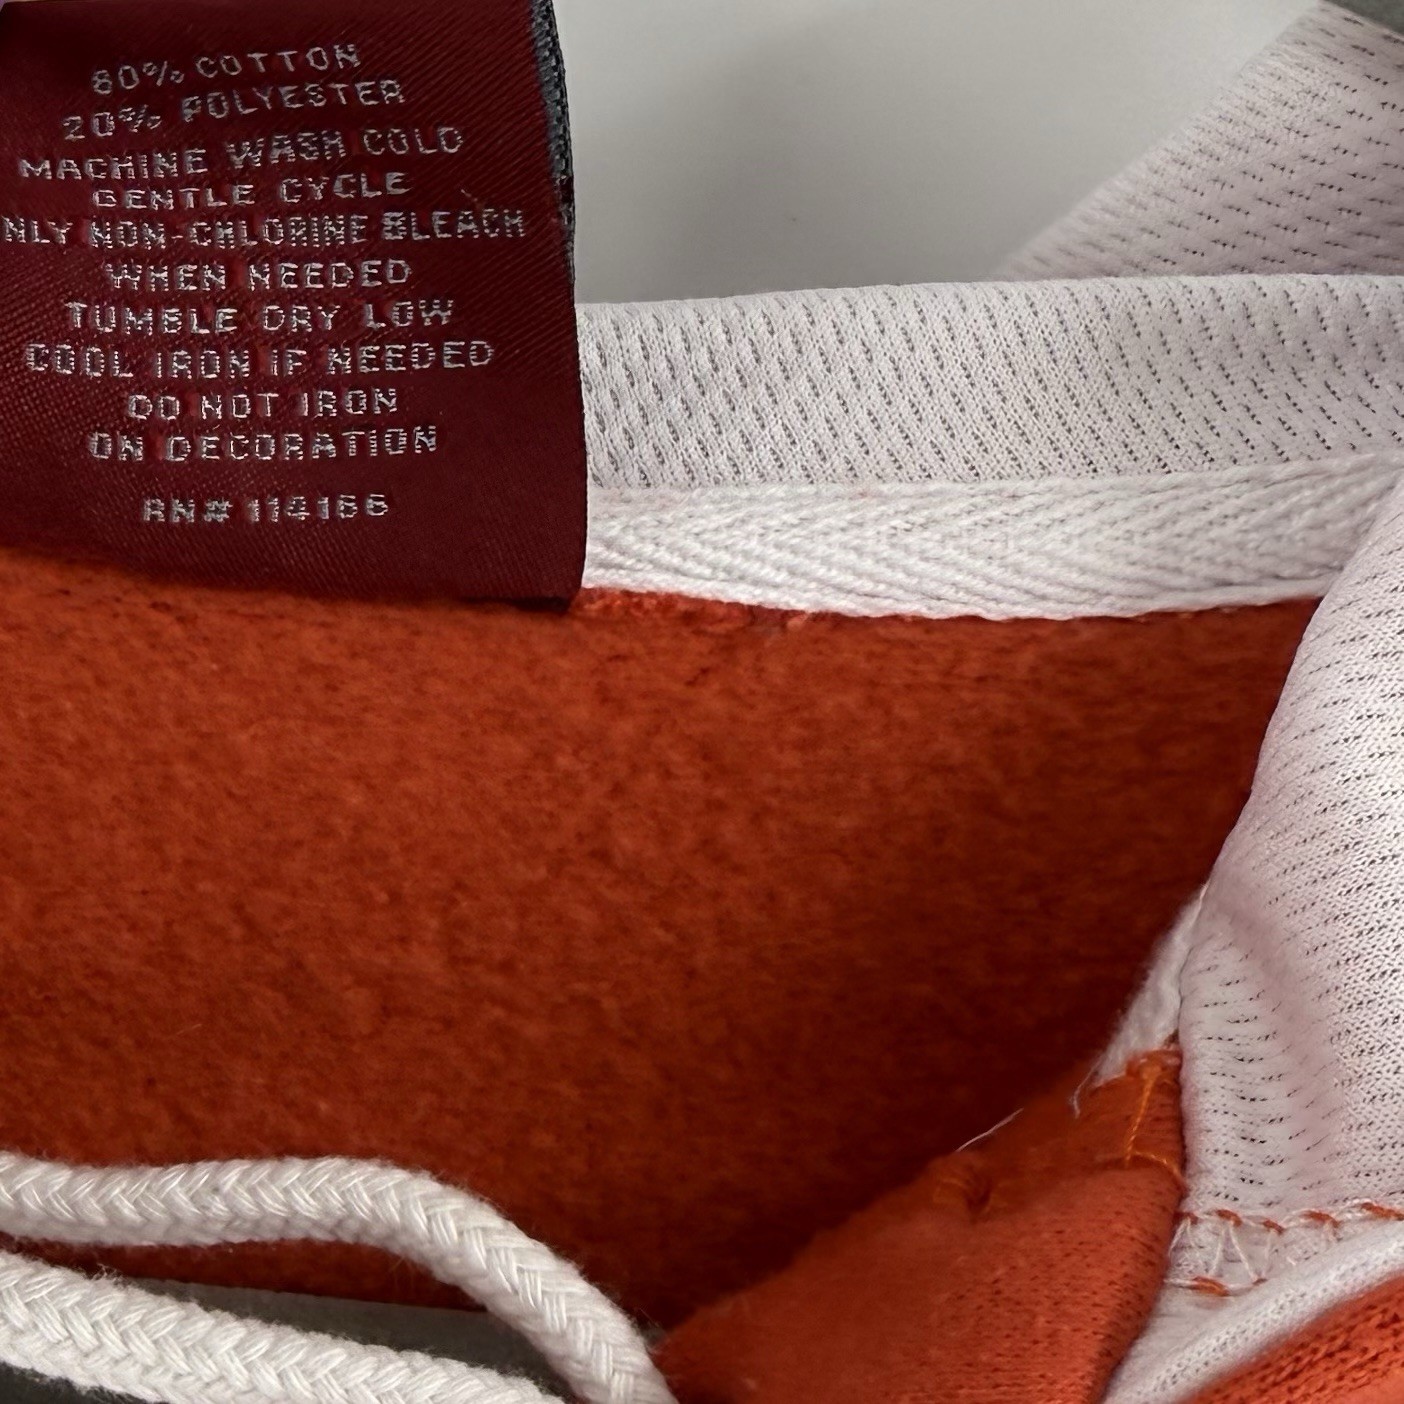 80% COTTON
20% POLYESTER
MACHINE WASH COLD
GENTLE CYCLE
NLY NON-CHLORINE BLEACH
WHEN NEEDED
TUMBLE DRY LOW
COOL IRON IF NEEDED
DO NOT IRON
ON DECORATION
RN# 114166